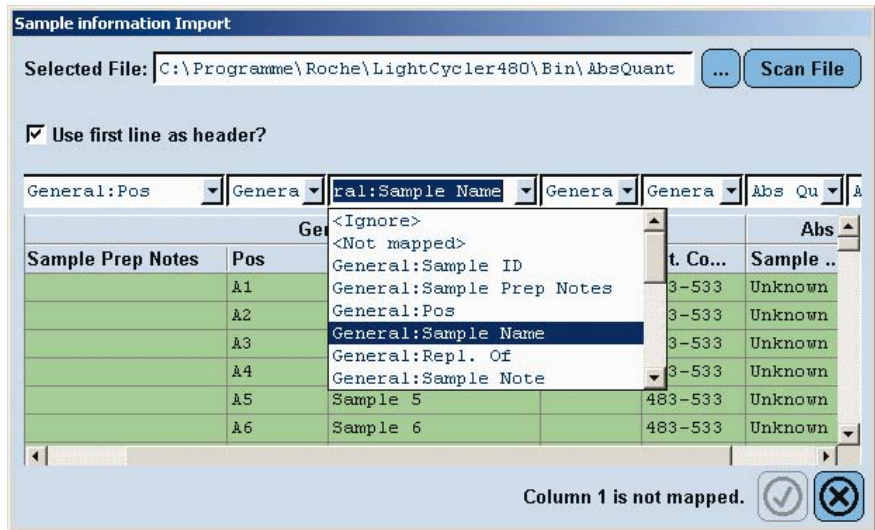 Sample information Import
Selected File: C:\Programme\Roche\LightCycler480\Bin\AbsQuant ... Scan File
Use first line as header?
General:Pos Genera ral:Sample Name Genera Genera Abs Qu A
Ger Abs
Sample Prep Notes Pos t. Co... Sample ..
<Ignore>
<Not mapped>
General:Sample ID
General:Sample Prep Notes
General:Pos
General:Sample Name
General:Repl. Of
General:Sample Note
A1 3-533 Unknown
A2 3-533 Unknown
A3 3-533 Unknown
A4 3-533 Unknown
A5 Sample 5 483-533 Unknown
A6 Sample 6 483-533 Unknown
Column 1 is not mapped.